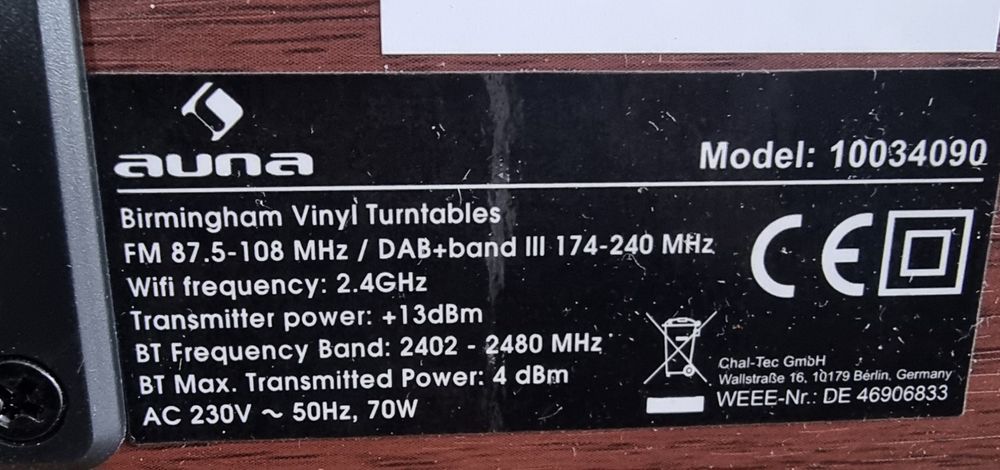 auna
Model: 10034090
Birmingham Vinyl Turntables
FM 87.5-108 MHz / DAB+band III 174-240 MHz
Wifi frequency: 2.4GHz
Transmitter power: +13dBm
BT Frequency Band: 2402 - 2480 MHz
BT Max. Transmitted Power: 4 dBm
AC 230V ~ 50Hz, 70W
CE
Chal-Tec GmbH
Wallstraße 16, 10179 Berlin, Germany
WEEE-Nr.: DE 46906833